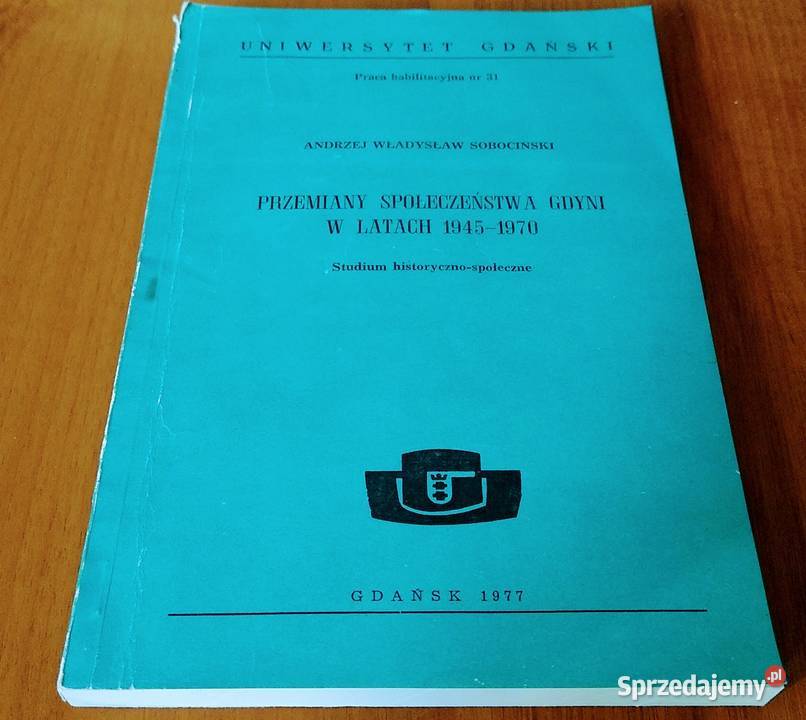 UNIWERSYTET GDAŃSKI
Praca habilitacyjna nr 31
ANDRZEJ WŁADYSŁAW SOBOCIŃSKI
PRZEMIANY SPOŁECZEŃSTWA GDYNI
W LATACH 1945–1970
Studium historyczno-społeczne
GDAŃSK 1977
Sprzedajemy.pl